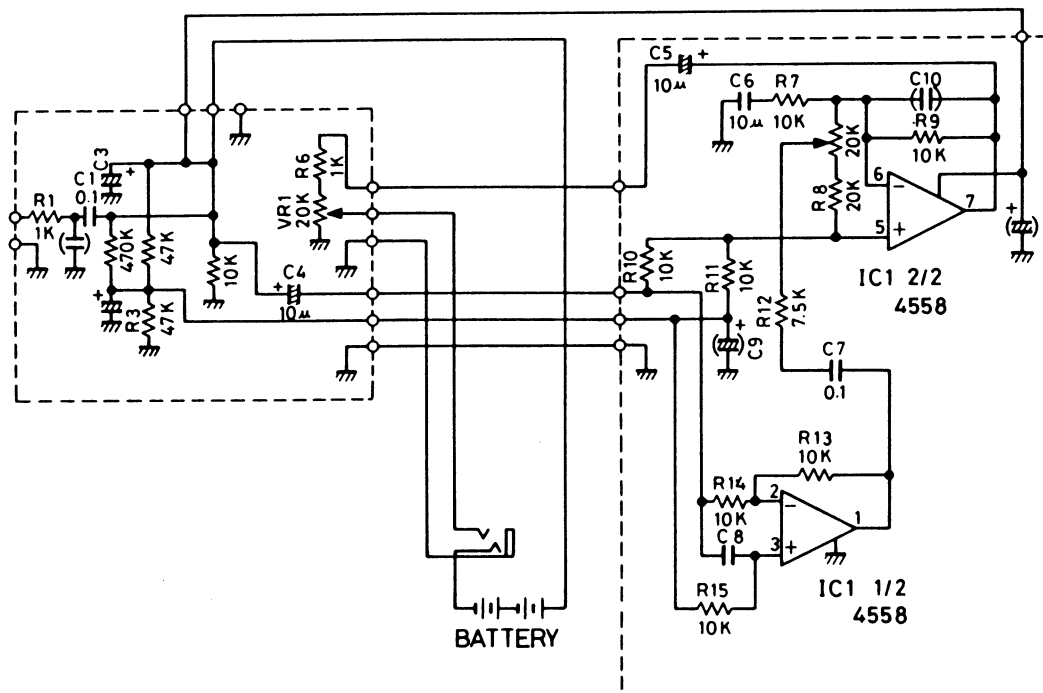 C5
+
10μ
C6
10μ
R7
10K
C10
R9
10K
20K
R8
20K
6
−
5
+
7
+
IC1 2/2
4558
R1
1K
C1
0.1
C3
+
470K
47K
+
R3
47K
10K
R6
1K
VR1
20K
+
C4
10μ
R10
10K
R11
10K
+
C9
R12
7.5K
C7
0.1
R13
10K
R14
10K
C8
2
−
3
+
1
R15
10K
IC1 1/2
4558
BATTERY